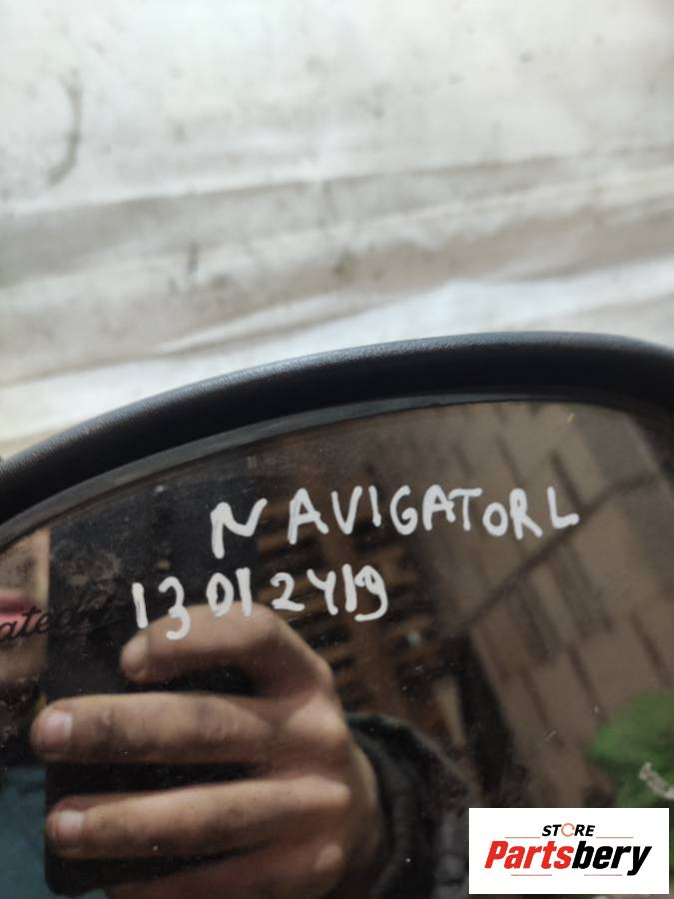 NAVIGATOR L
13012419
STORE
Partsbery